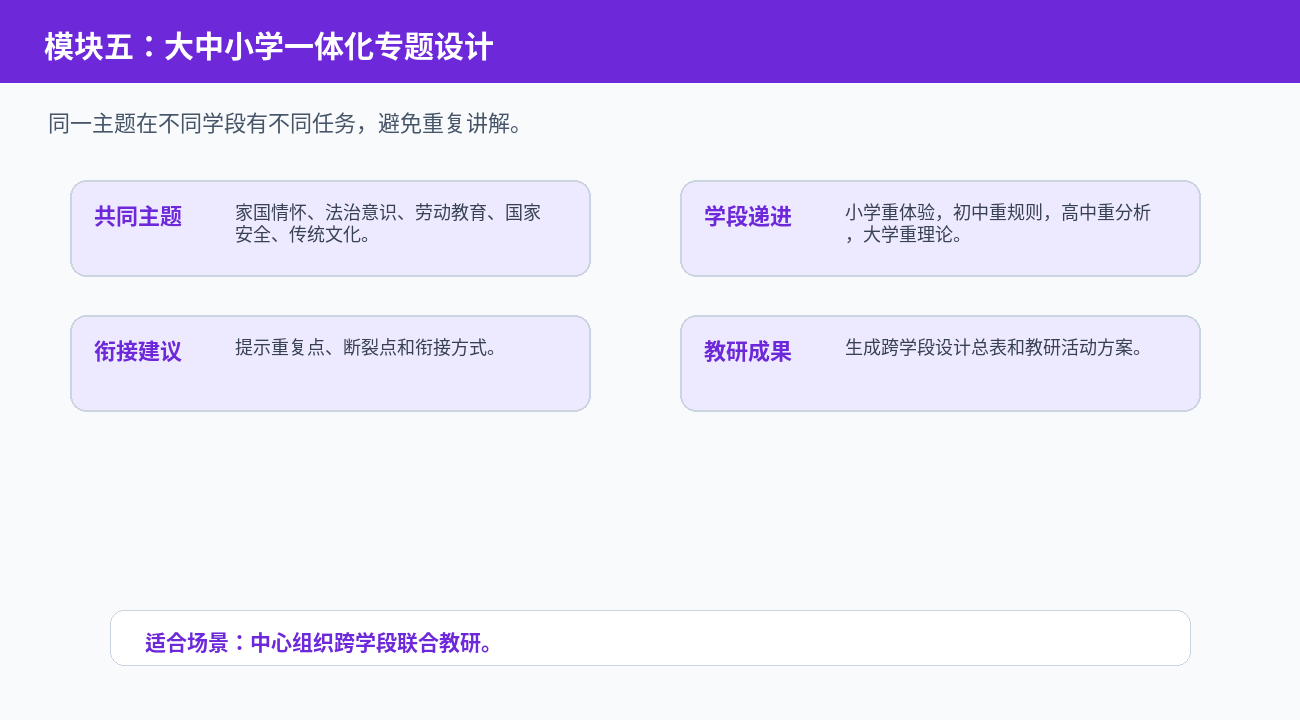 模块五：大中小学一体化专题设计
同一主题在不同学段有不同任务，避免重复讲解。
共同主题
家国情怀、法治意识、劳动教育、国家
安全、传统文化。
学段递进
小学重体验，初中重规则，高中重分析
，大学重理论。
衔接建议
提示重复点、断裂点和衔接方式。
教研成果
生成跨学段设计总表和教研活动方案。
适合场景：中心组织跨学段联合教研。